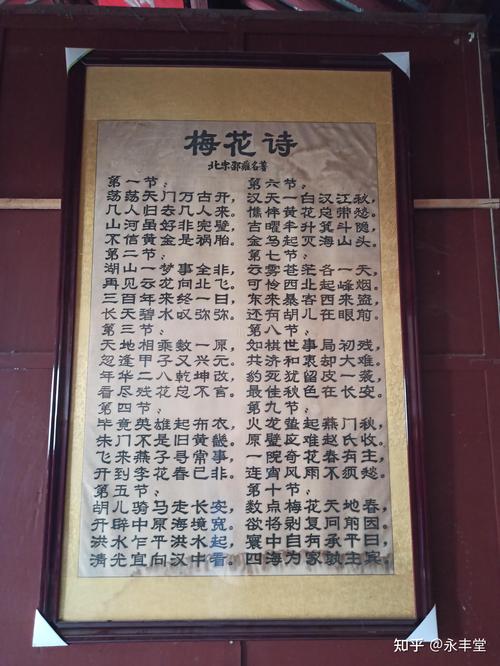 梅花诗
北宋邵雍名著
第一节：
荡荡天门万古开，
几人归去几人来。
山河虽好非完璧，
不信黄金是祸胎。
第二节：
湖山一梦事全非，
再见云龙向北飞。
三百年来终一日，
长天碧水叹弥弥。
第三节：
天地相乘数一原，
忽逢甲子又兴元。
年华二八乾坤改，
看尽残花总不言。
第四节：
毕竟英雄起布衣，
朱门不是旧黄畿。
飞来燕子寻常事，
开到李花春已非。
第五节：
胡儿骑马走长安，
开辟中原海境宽。
洪水乍平洪水起，
清光宜向汉中看。
第六节：
汉天一白汉江秋，
憔悴黄花总带愁。
吉曜半升箕斗隐，
金乌起灭海山头。
第七节：
云雾苍茫各一天，
可怜西北起烽烟。
东来暴客西来盗，
还有胡儿在眼前。
第八节：
如棋世事局初残，
共济和衷却大难。
豹死犹留皮一袭，
最佳秋色在长安。
第九节：
火龙蛰起燕门秋，
原璧应难赵氏收。
一院奇花春有主，
连宵风雨不须愁。
第十节：
数点梅花天地春，
欲将剥复问前因。
寰中自有承平日，
四海为家孰主宾
知乎 @永丰堂